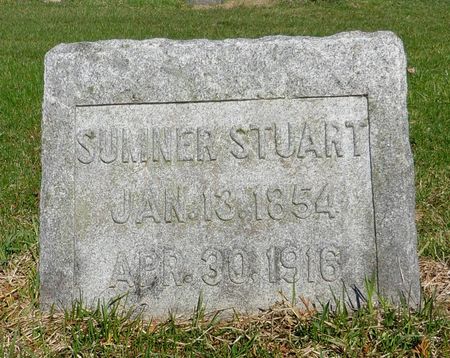 SUMNER STUART
JAN. 13. 1854
APR. 30. 1916